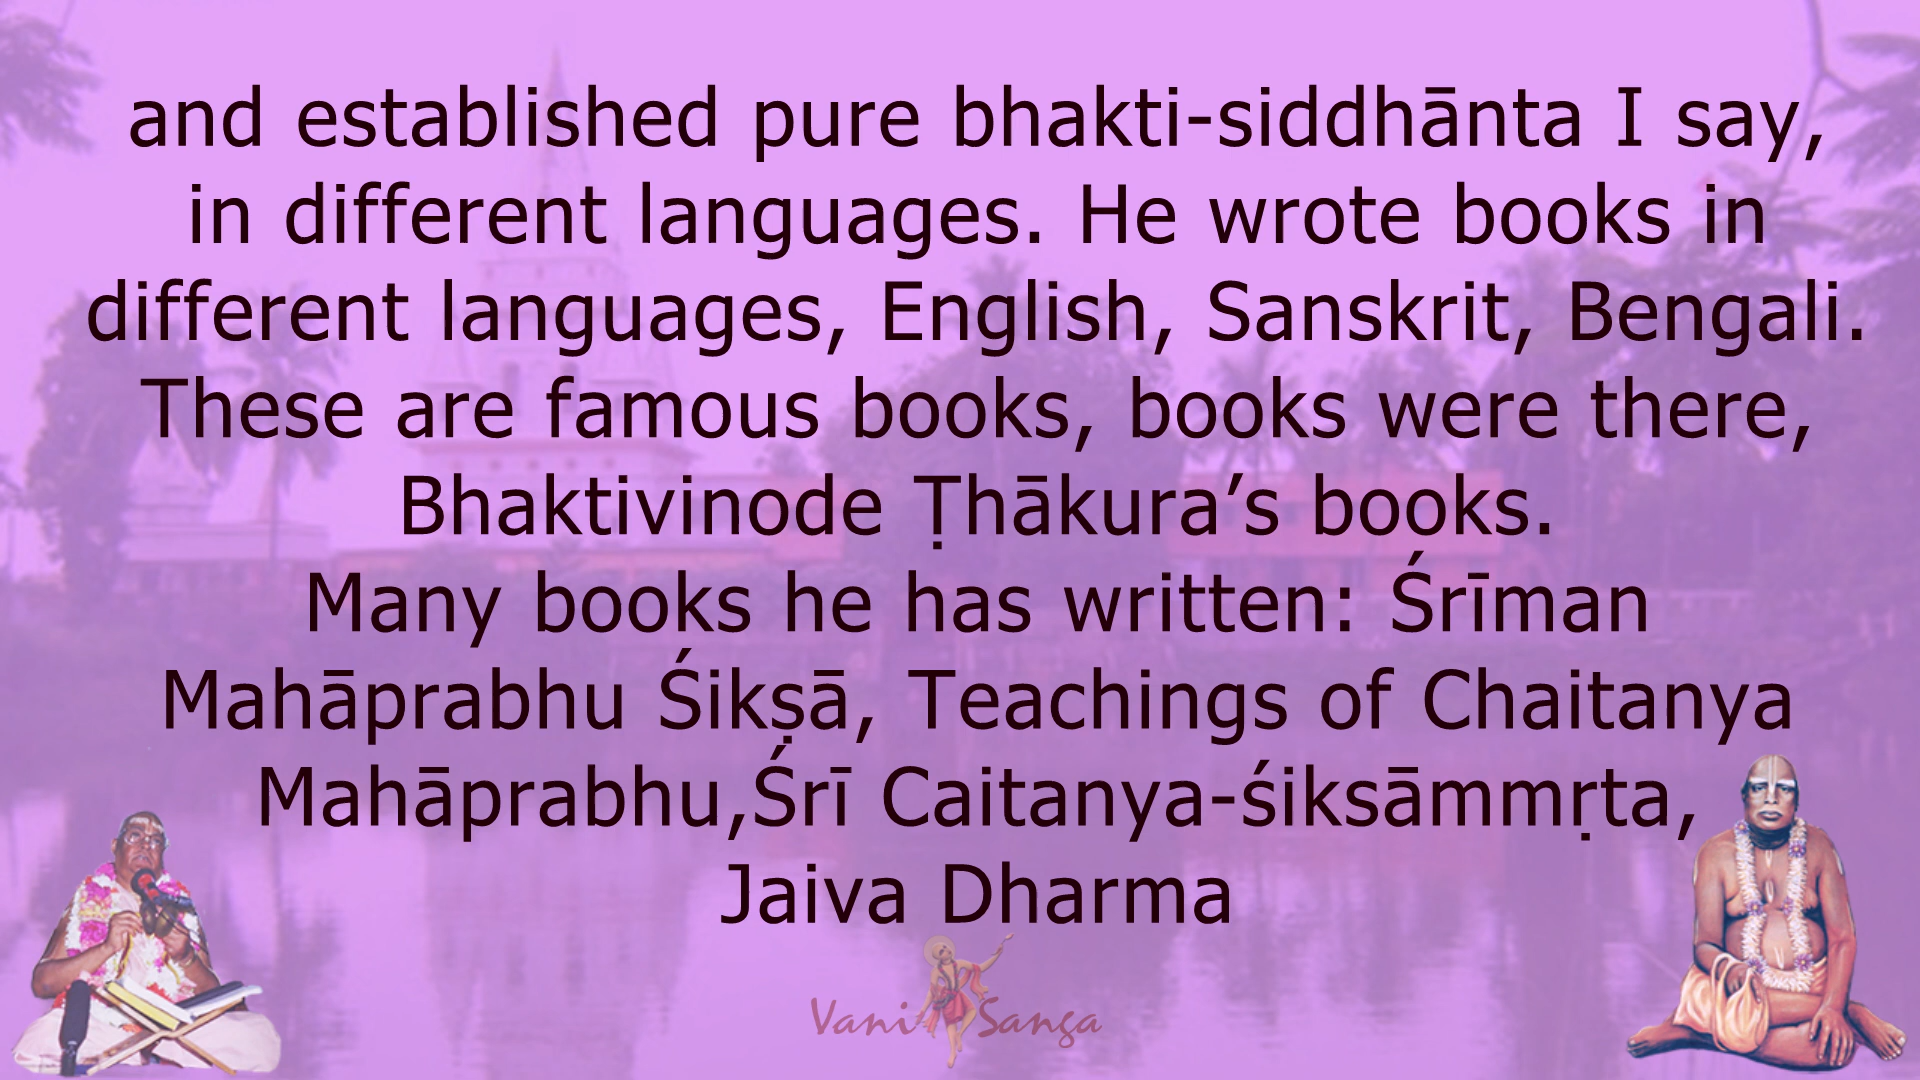 and established pure bhakti-siddhānta I say,
in different languages. He wrote books in
different languages, English, Sanskrit, Bengali.
These are famous books, books were there,
Bhaktivinode Ṭhākura’s books.
Many books he has written: Śrīman
Mahāprabhu Śikṣā, Teachings of Chaitanya
Mahāprabhu,Śrī Caitanya-śiksāmmṛta,
Jaiva Dharma
Vani Sanga